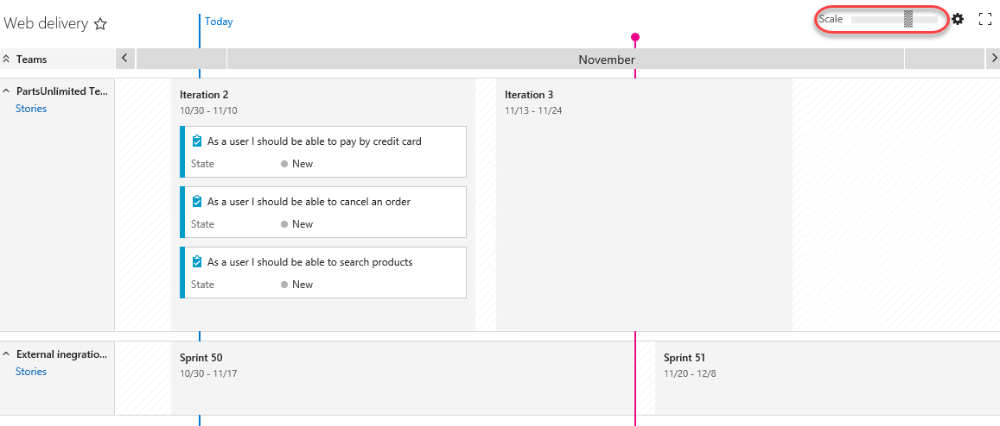 Web delivery
Today
Scale
Teams
November
PartsUnlimited Te...
Stories
Iteration 2
10/30 - 11/10
Iteration 3
11/13 - 11/24
As a user I should be able to pay by credit card
State New
As a user I should be able to cancel an order
State New
As a user I should be able to search products
State New
External inegratio...
Stories
Sprint 50
10/30 - 11/17
Sprint 51
11/20 - 12/8